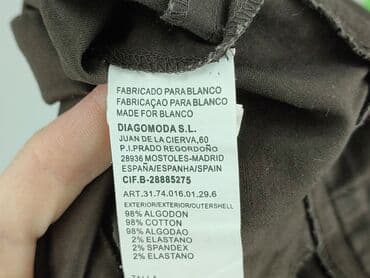 FABRICADO PARA BLANCO
FABRICAÇAO PARA BLANCO
MADE FOR BLANCO
DIAGOMODA S.L.
JUAN DE LA CIERVA,60
P.I.PRADO REGORDOÑO
28936 MOSTOLES-MADRID
ESPAÑA/ESPANHA/SPAIN
CIF.B-28885275
ART.31.74.016.01.29.6
EXTERIOR/EXTERIOR/OUTERSHELL
98% ALGODON
98% COTTON
98% ALGODAO
2% ELASTANO
2% SPANDEX
2% ELASTANO
TALLA